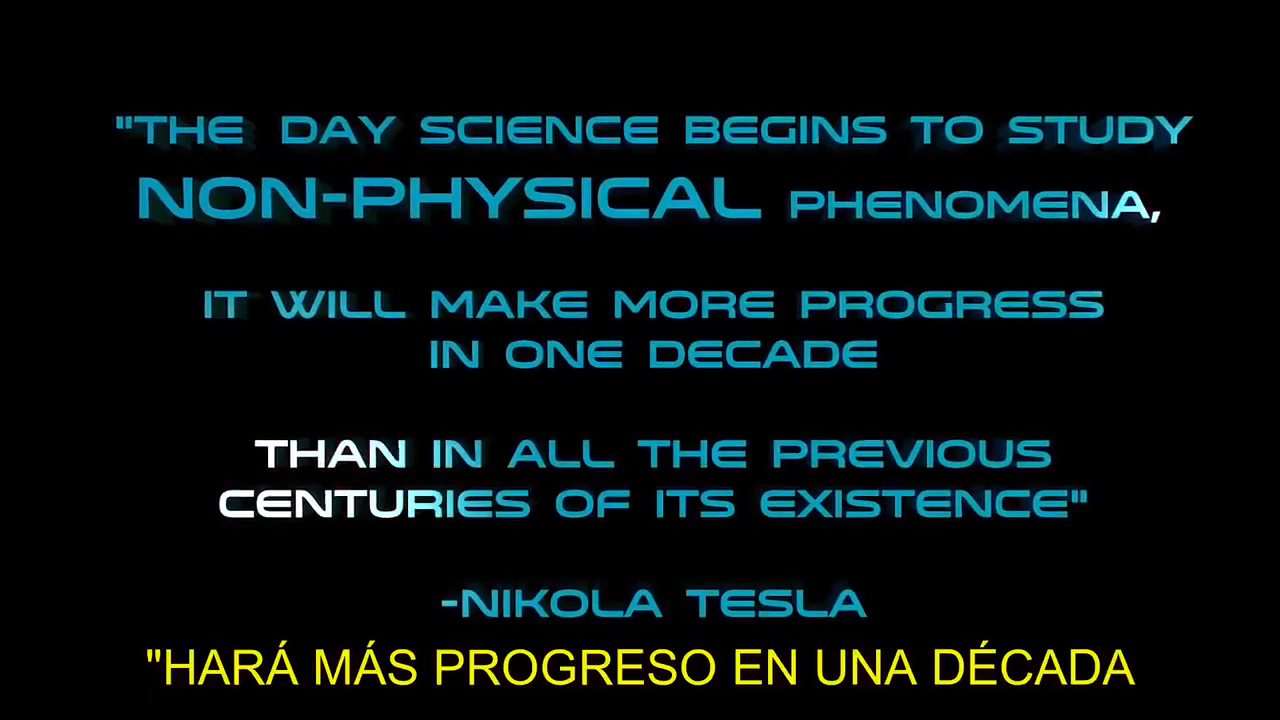 "THE DAY SCIENCE BEGINS TO STUDY
NON-PHYSICAL PHENOMENA,
IT WILL MAKE MORE PROGRESS
IN ONE DECADE
THAN IN ALL THE PREVIOUS
CENTURIES OF ITS EXISTENCE"
-NIKOLA TESLA
"HARÁ MÁS PROGRESO EN UNA DÉCADA